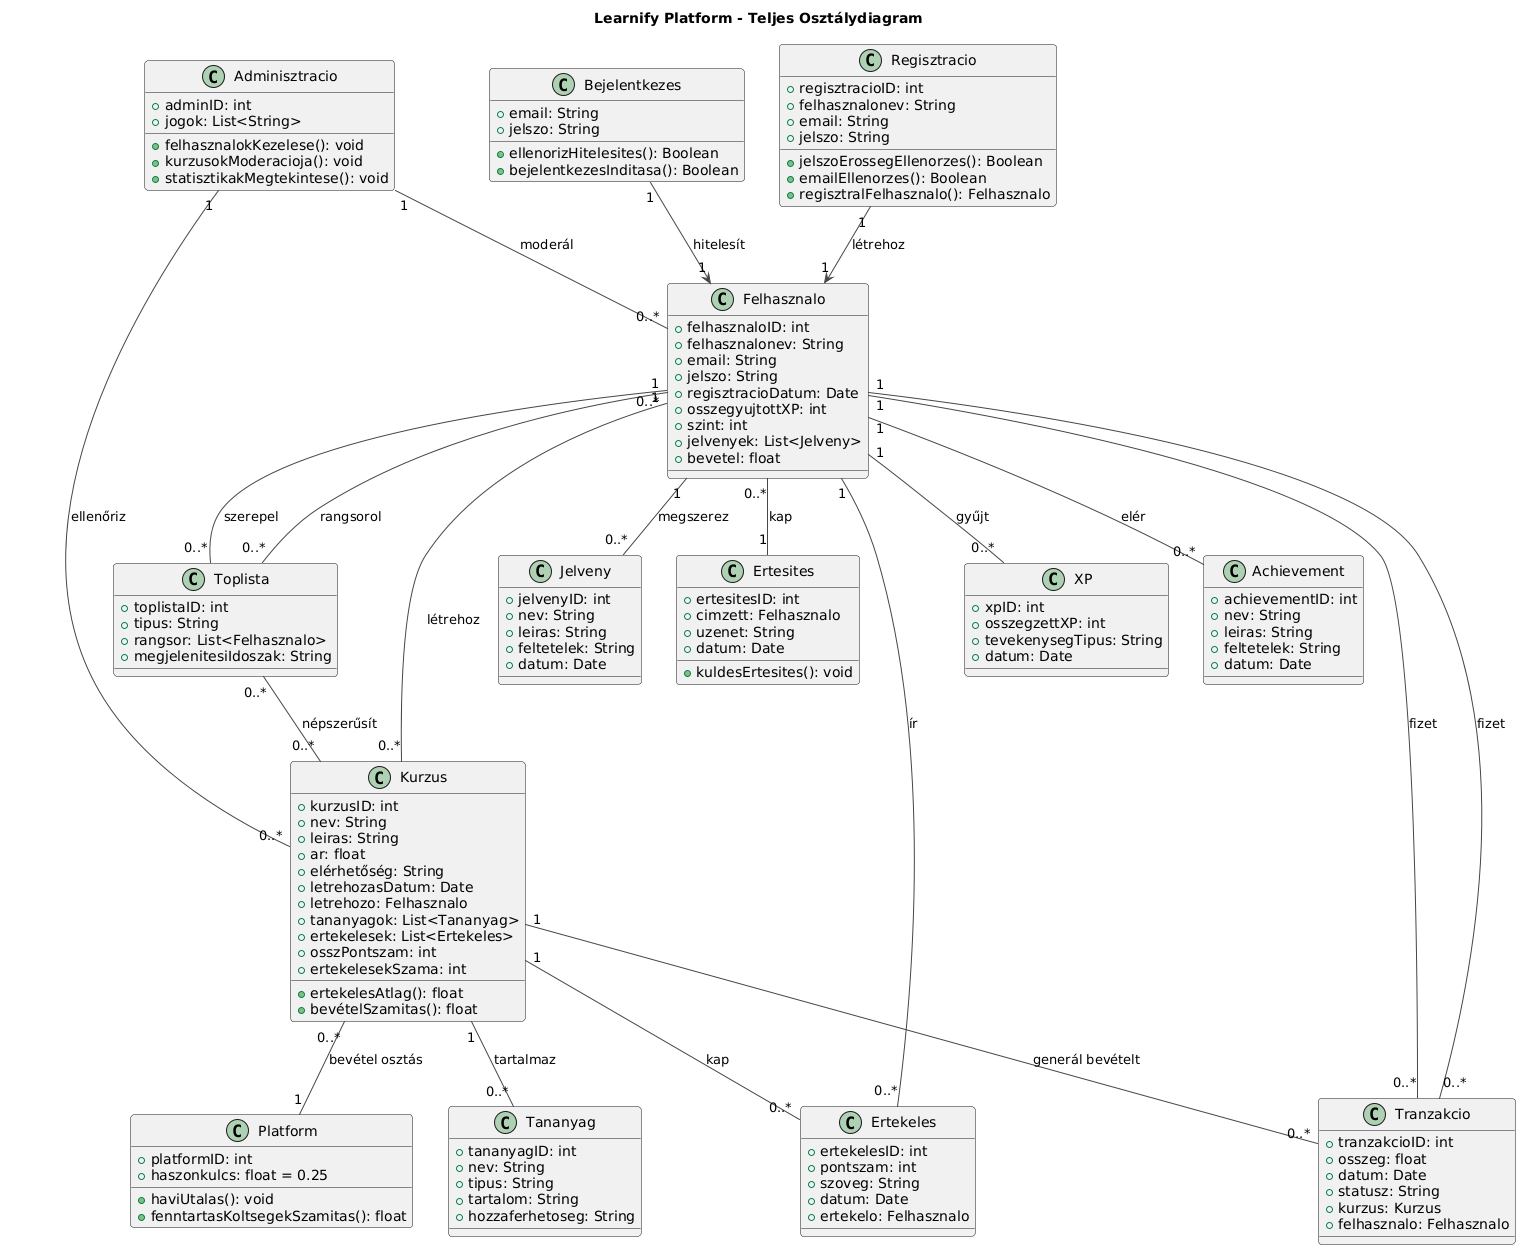 Learnify Platform - Teljes Osztálydiagram
C Adminisztracio
adminID: int
jogok: List<String>
felhasznalokKezelese(): void
kurzusokModeracioja(): void
statisztikakMegtekintese(): void
C Bejelentkezes
email: String
jelszo: String
ellenorizHitelesites(): Boolean
bejelentkezesInditasa(): Boolean
C Regisztracio
regisztracioID: int
felhasznalonev: String
email: String
jelszo: String
jelszoErossegEllenorzes(): Boolean
emailEllenorzes(): Boolean
regisztralFelhasznalo(): Felhasznalo
1
1
1
1
moderál
hitelesít
létrehoz
1
1
0..*
C Felhasznalo
felhasznaloID: int
felhasznalonev: String
email: String
jelszo: String
regisztracioDatum: Date
osszegyujtottXP: int
szint: int
jelvenyek: List<Jelveny>
bevetel: float
1
1
0..*
1
1
1
1
1
0..*
1
ellenőriz
szerepel
rangsorol
megszerez
kap
gyűjt
elér
0..*
0..*
0..*
1
0..*
0..*
C Toplista
toplistaID: int
tipus: String
rangsor: List<Felhasznalo>
megjelenitesiIdoszak: String
C Jelveny
jelvenyID: int
nev: String
leiras: String
feltetelek: String
datum: Date
C Ertesites
ertesitesID: int
cimzett: Felhasznalo
uzenet: String
datum: Date
kuldesErtesites(): void
C XP
xpID: int
osszegzettXP: int
tevekenysegTipus: String
datum: Date
C Achievement
achievementID: int
nev: String
leiras: String
feltetelek: String
datum: Date
létrehoz
0..*
népszerűsít
ír
fizet
fizet
0..*
0..*
0..*
C Kurzus
kurzusID: int
nev: String
leiras: String
ar: float
elérhetőség: String
letrehozasDatum: Date
letrehozo: Felhasznalo
tananyagok: List<Tananyag>
ertekelesek: List<Ertekeles>
osszPontszam: int
ertekelesekSzama: int
ertekelesAtlag(): float
bevételSzamitas(): float
1
1
0..*
1
bevétel osztás
tartalmaz
kap
generál bevételt
1
0..*
0..*
0..*
0..*
0..*
0..*
C Platform
platformID: int
haszonkulcs: float = 0.25
haviUtalas(): void
fenntartasKoltsegekSzamitas(): float
C Tananyag
tananyagID: int
nev: String
tipus: String
tartalom: String
hozzaferhetoseg: String
C Ertekeles
ertekelesID: int
pontszam: int
szoveg: String
datum: Date
ertekelo: Felhasznalo
C Tranzakcio
tranzakcioID: int
osszeg: float
datum: Date
statusz: String
kurzus: Kurzus
felhasznalo: Felhasznalo